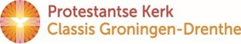 Protestantse Kerk
Classis Groningen-Drenthe